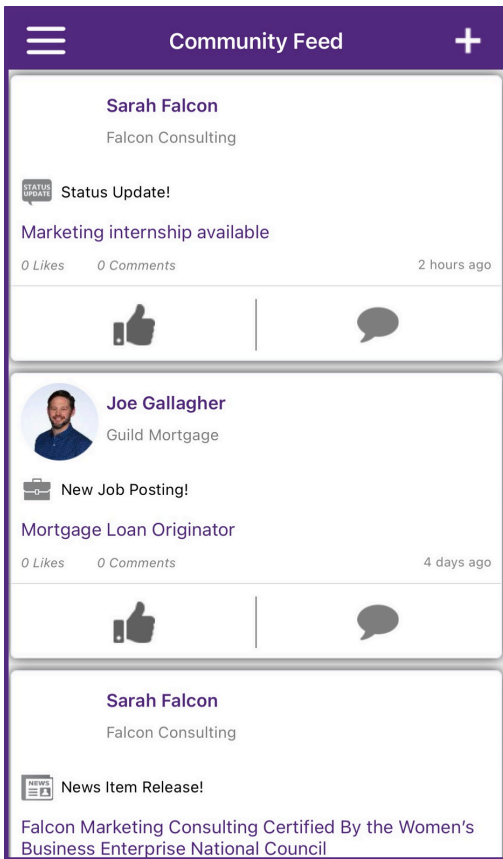 Community Feed
Sarah Falcon
Falcon Consulting
STATUS
UPDATE
Status Update!
Marketing internship available
0 Likes 0 Comments 2 hours ago
Joe Gallagher
Guild Mortgage
New Job Posting!
Mortgage Loan Originator
0 Likes 0 Comments 4 days ago
Sarah Falcon
Falcon Consulting
NEWS
News Item Release!
Falcon Marketing Consulting Certified By the Women's
Business Enterprise National Council